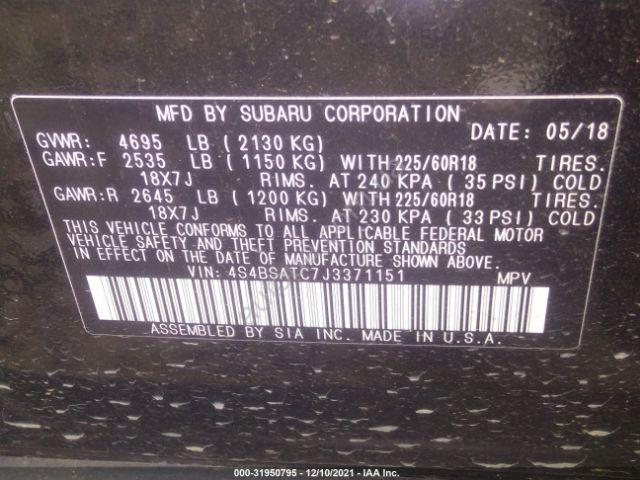 MFD BY SUBARU CORPORATION
DATE: 05/18
GVWR: 4695 LB ( 2130 KG)
GAWR:F 2535 LB ( 1150 KG) WITH 225/60R18 TIRES.
18X7J RIMS. AT 240 KPA ( 35 PSI) COLD
GAWR:R 2645 LB ( 1200 KG) WITH 225/60R18 TIRES.
18X7J RIMS. AT 230 KPA ( 33 PSI) COLD
THIS VEHICLE CONFORMS TO ALL APPLICABLE FEDERAL MOTOR
VEHICLE SAFETY AND THEFT PREVENTION STANDARDS
IN EFFECT ON THE DATE OF MANUFACTURE SHOWN ABOVE.
VIN: 4S4BSATC7J3371151 MPV
ASSEMBLED BY SIA INC. MADE IN U.S.A.
000-31950795 - 12/10/2021 - IAA Inc.